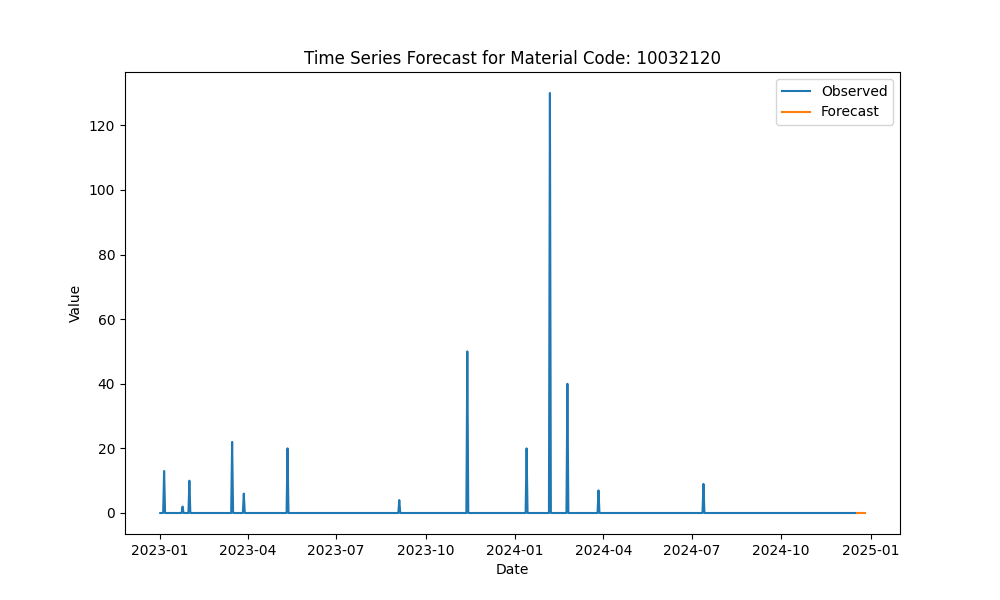 Time Series Forecast for Material Code: 10032120
Observed
Forecast
120
100
80
60
40
20
0
Value
2023-01 2023-04 2023-07 2023-10 2024-01 2024-04 2024-07 2024-10 2025-01
Date